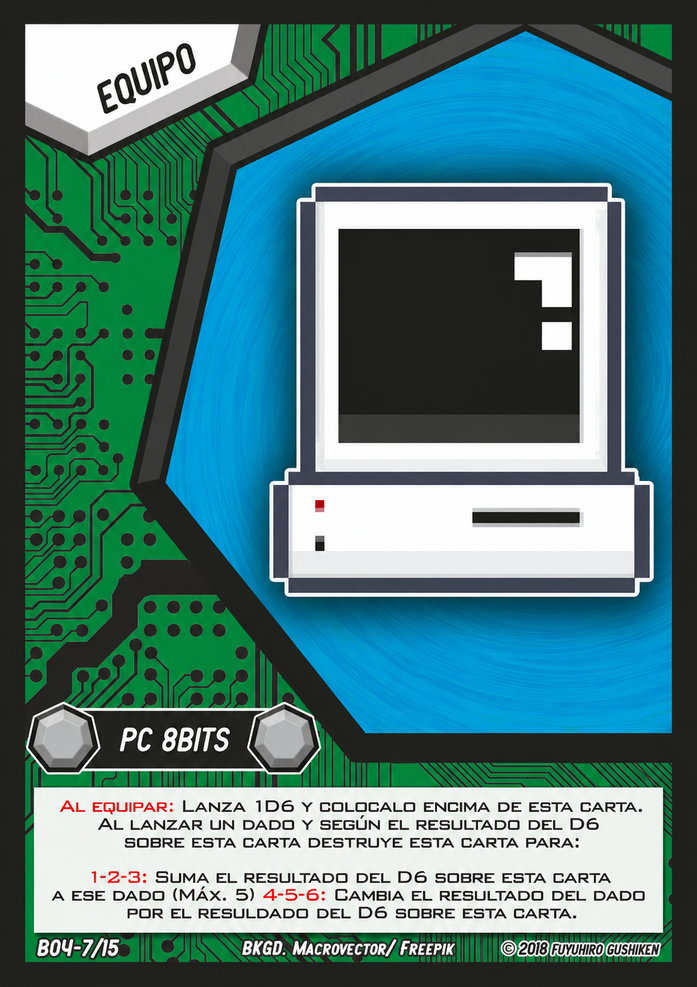 EQUIPO
PC 8BITS
AL EQUIPAR: LANZA 1D6 Y COLOCALO ENCIMA DE ESTA CARTA.
AL LANZAR UN DADO Y SEGÚN EL RESULTADO DEL D6
SOBRE ESTA CARTA DESTRUYE ESTA CARTA PARA:
1-2-3: SUMA EL RESULTADO DEL D6 SOBRE ESTA CARTA
A ESE DADO (MÁX. 5) 4-5-6: CAMBIA EL RESULTADO DEL DADO
POR EL RESULDADO DEL D6 SOBRE ESTA CARTA.
B04-7/15
BKGD. MACROVECTOR/ FREEPIK
© 2018 FUYUHIRO GUSHIKEN